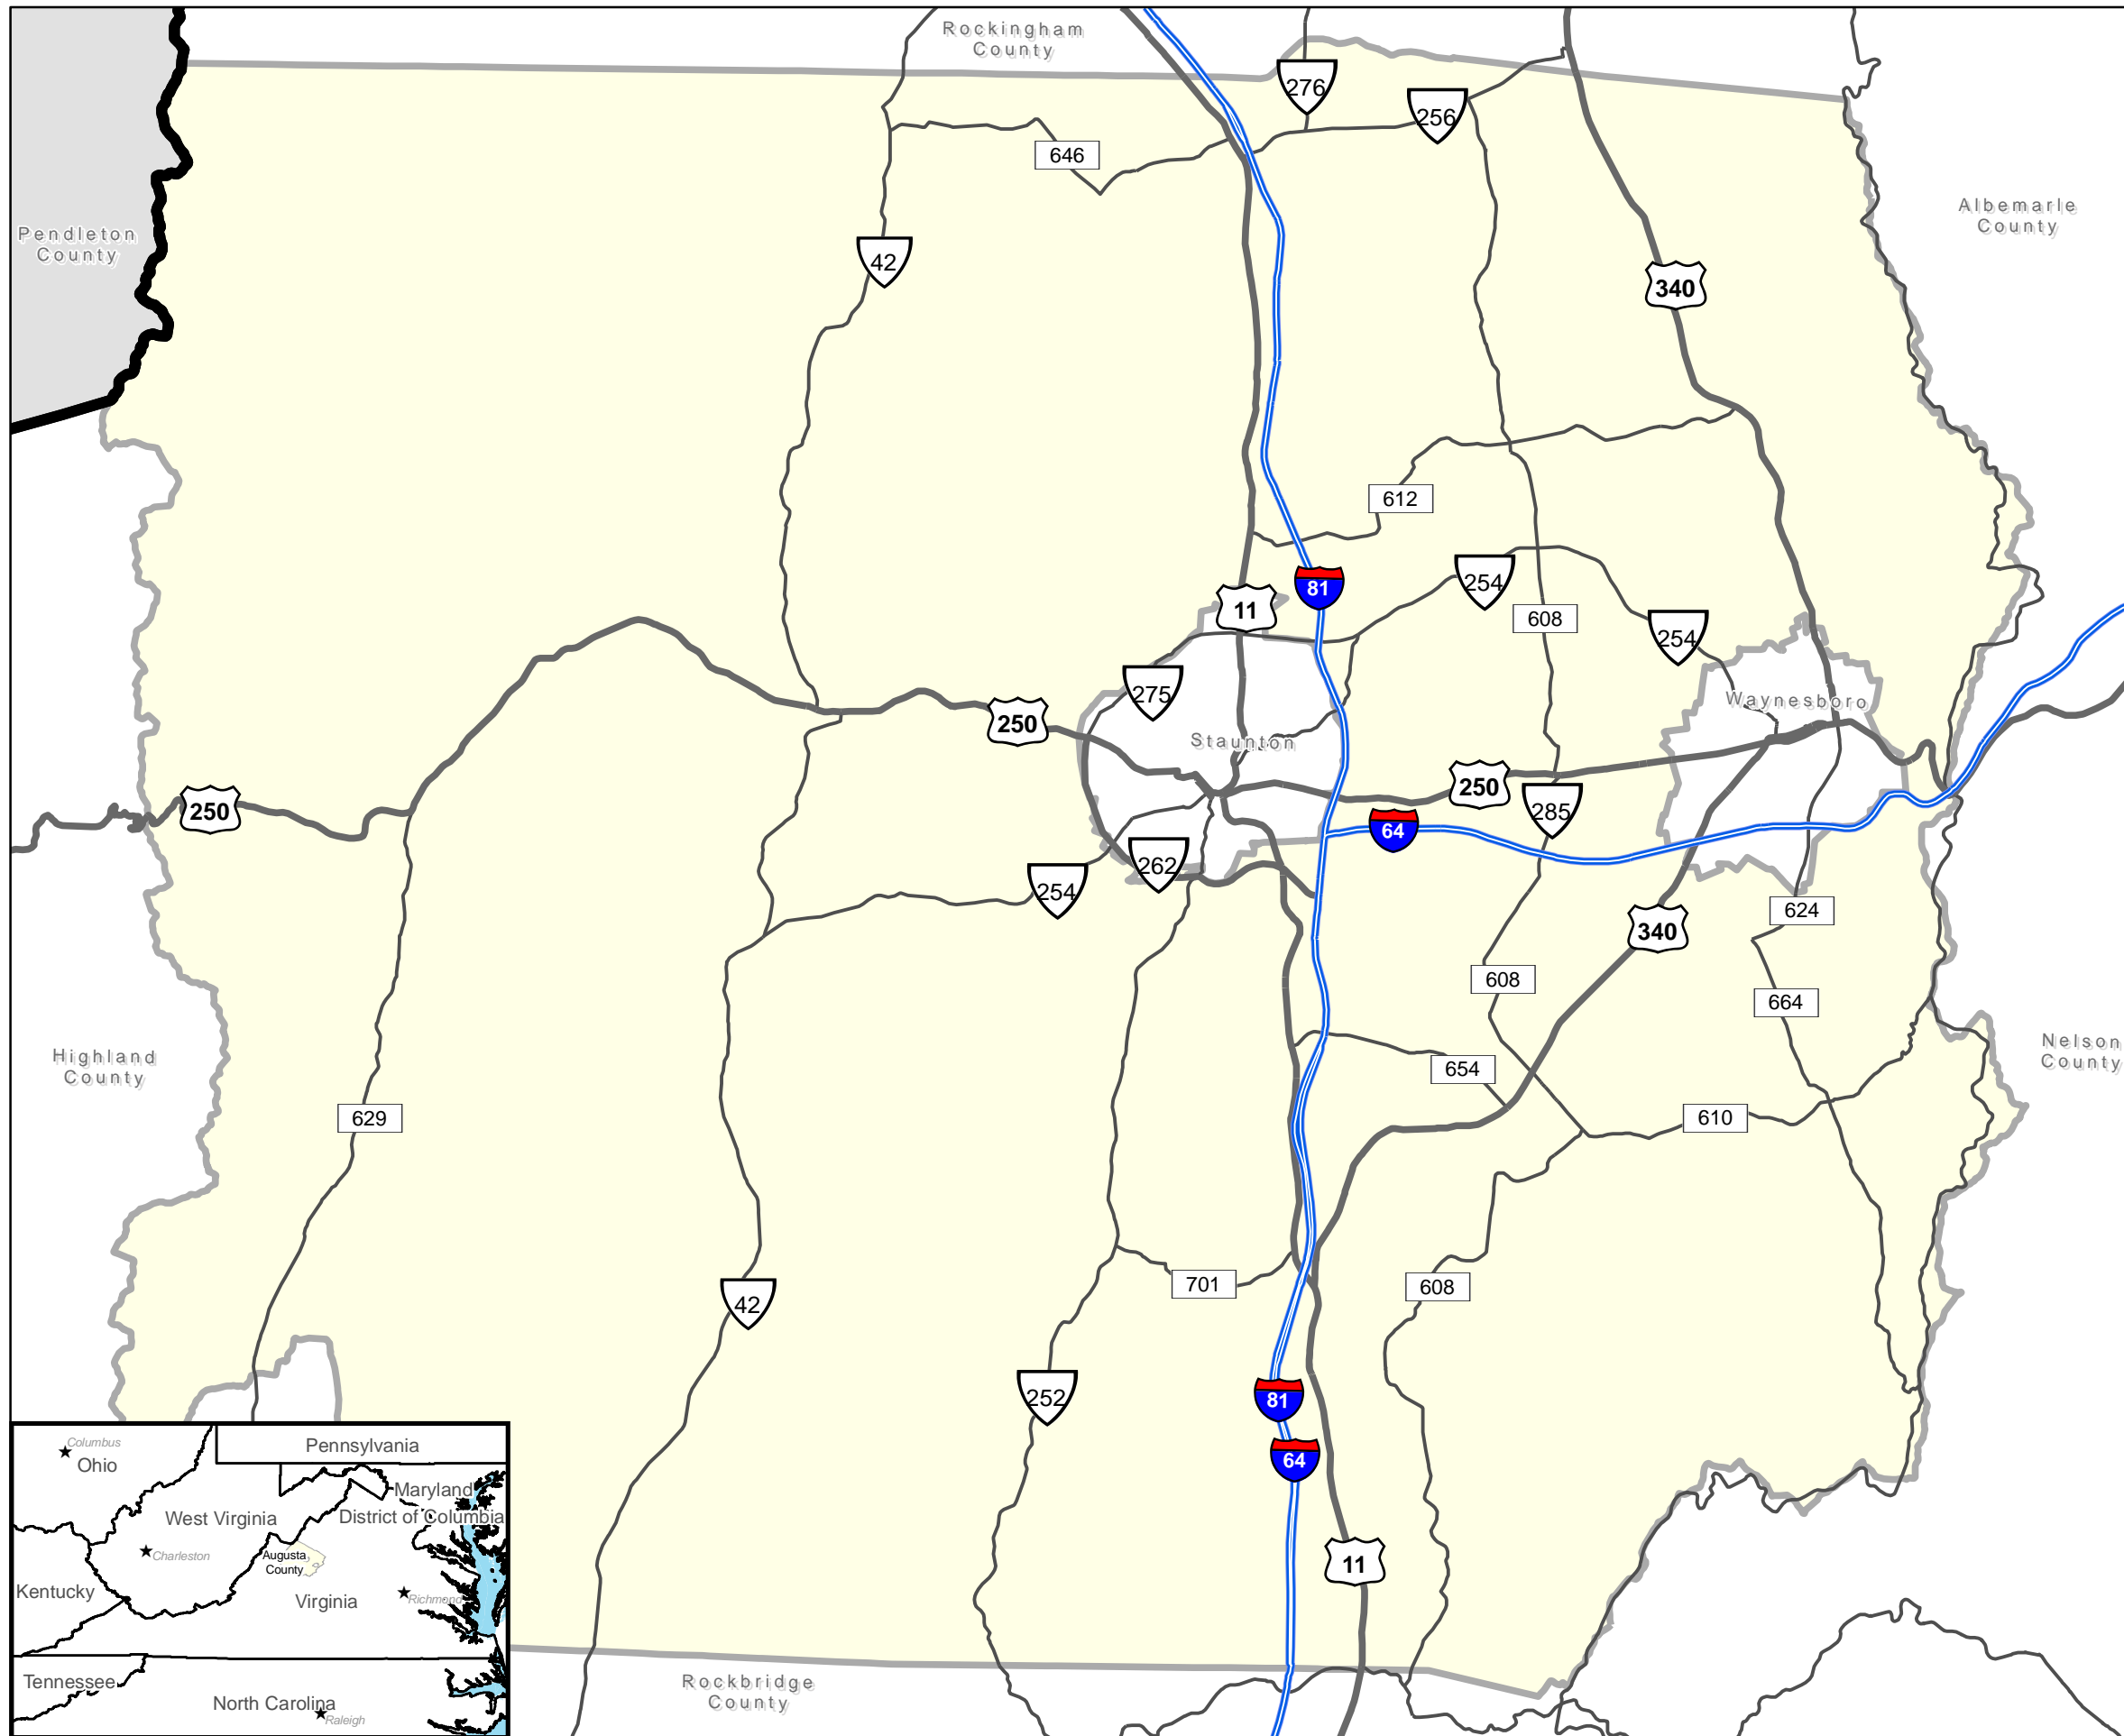 Rockingham
County
276
256
646
Albemarle
County
Pendleton
County
42
340
612
254
81
11
608
254
275
Waynesboro
250
Staunton
250
285
250
64
262
254
624
340
608
664
Highland
County
Nelson
County
654
629
610
701
608
42
252
81
64
11
Rockbridge
County
Columbus
Ohio
Pennsylvania
Maryland
West Virginia
District of Columbia
Charleston
Augusta
County
Kentucky
Virginia
Richmond
Tennessee
North Carolina
Raleigh